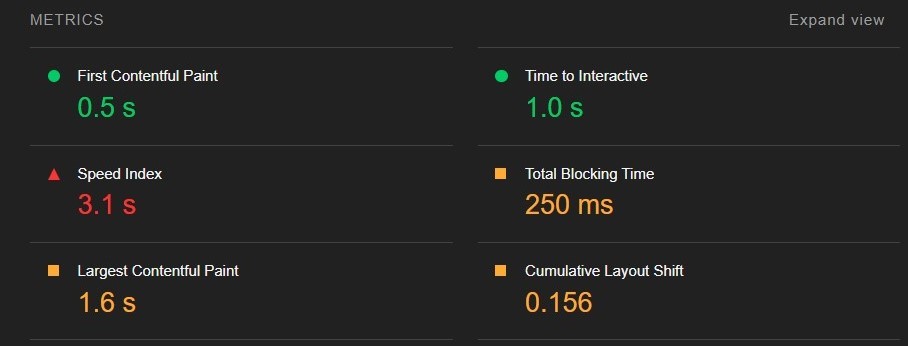 METRICS
Expand view
First Contentful Paint
0.5 s
Time to Interactive
1.0 s
Speed Index
3.1 s
Total Blocking Time
250 ms
Largest Contentful Paint
1.6 s
Cumulative Layout Shift
0.156